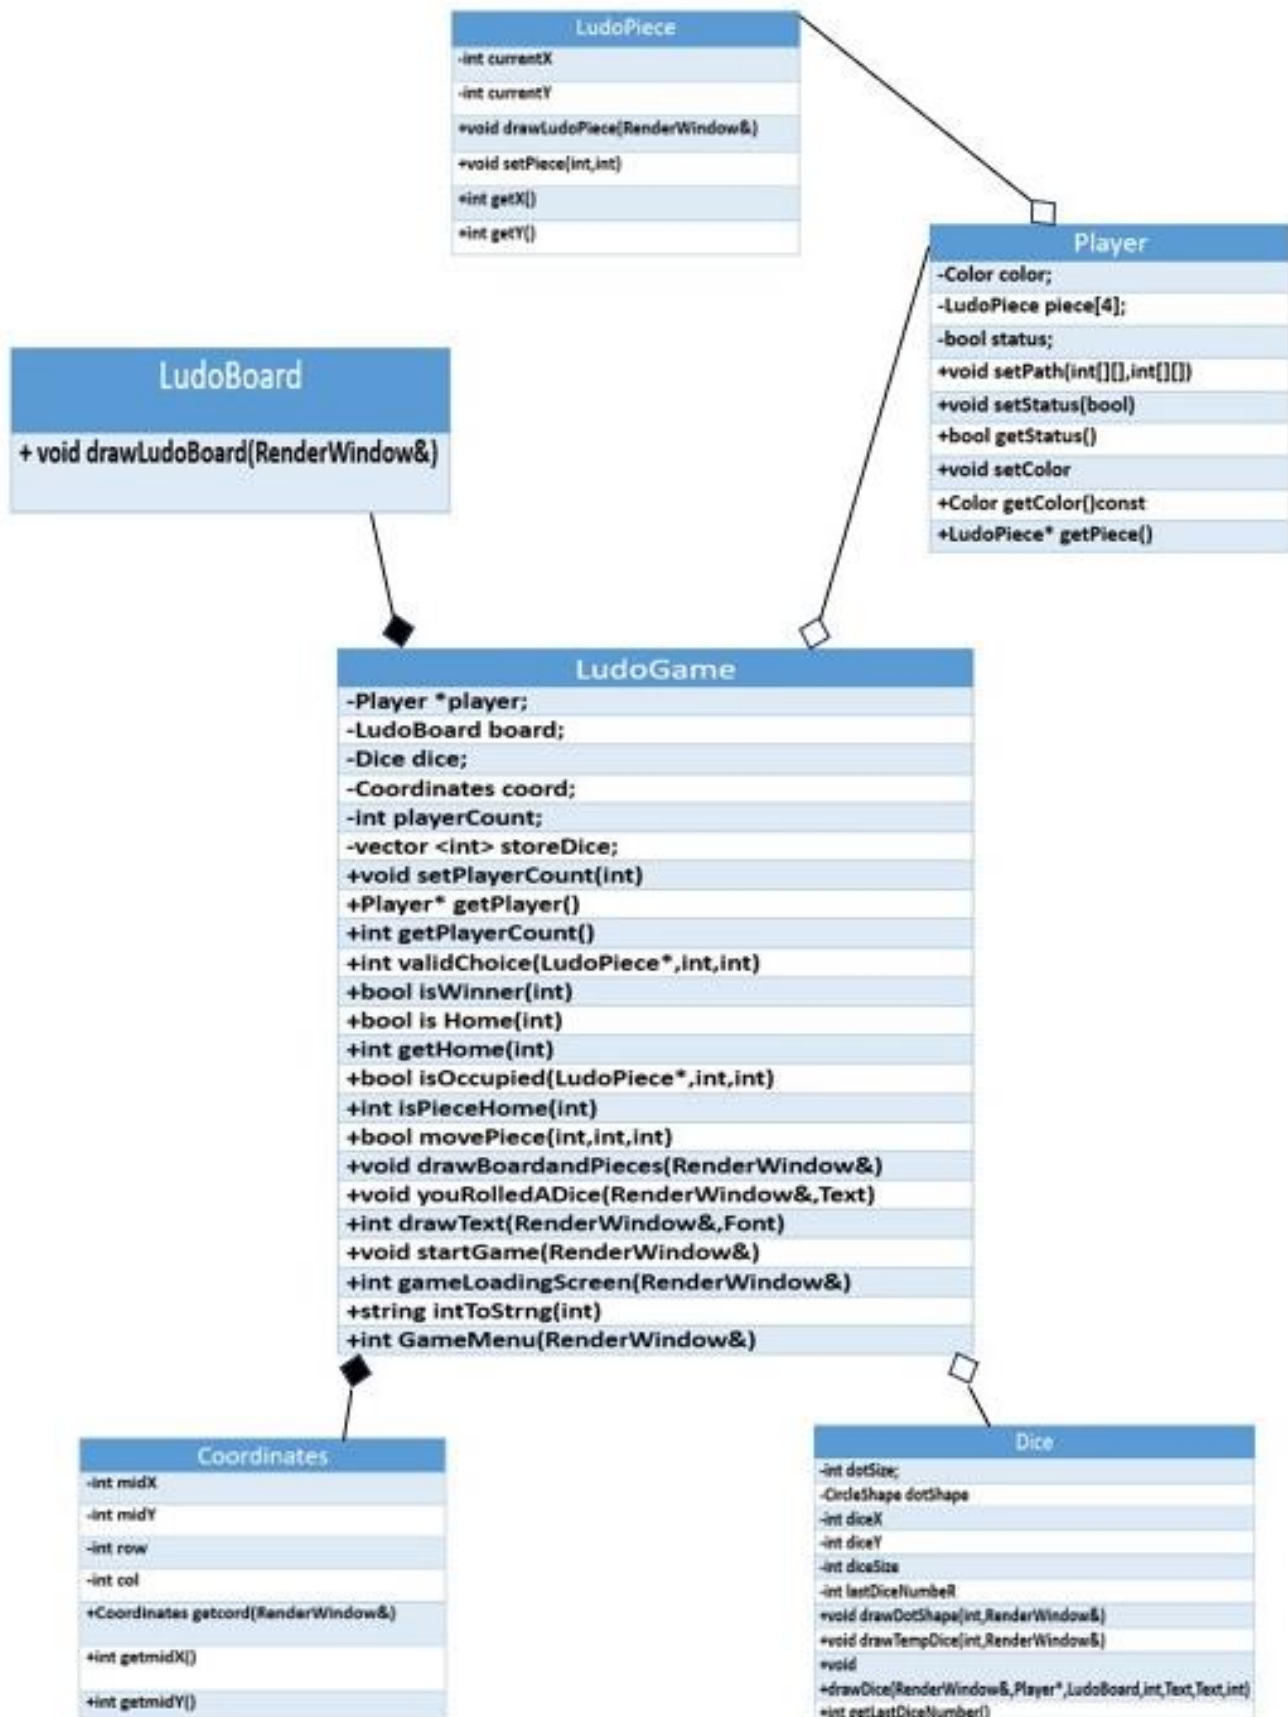 LudoPiece
-int currentX
-int currentY
+void drawLudoPiece(RenderWindow&)
+void setPiece(int,int)
+int getX()
+int getY()
Player
-Color color;
-LudoPiece piece[4];
-bool status;
+void setPath(int[][],int[][])
+void setStatus(bool)
+bool getStatus()
+void setColor
+Color getColor()const
+LudoPiece* getPiece()
LudoBoard
+ void drawLudoBoard(RenderWindow&)
LudoGame
-Player *player;
-LudoBoard board;
-Dice dice;
-Coordinates coord;
-int playerCount;
-vector <int> storeDice;
+void setPlayerCount(int)
+Player* getPlayer()
+int getPlayerCount()
+int validChoice(LudoPiece*,int,int)
+bool isWinner(int)
+bool is Home(int)
+int getHome(int)
+bool isOccupied(LudoPiece*,int,int)
+int isPieceHome(int)
+bool movePiece(int,int,int)
+void drawBoardandPieces(RenderWindow&)
+void youRolledADice(RenderWindow&,Text)
+int drawText(RenderWindow&,Font)
+void startGame(RenderWindow&)
+int gameLoadingScreen(RenderWindow&)
+string intToStrng(int)
+int GameMenu(RenderWindow&)
Coordinates
-int midX
-int midY
-int row
-int col
+Coordinates getcord(RenderWindow&)
+int getmidX()
+int getmidY()
Dice
-int dotSize;
-CircleShape dotShape
-int diceX
-int diceY
-int diceSize
-int lastDiceNumbeR
+void drawDotShape(int,RenderWindow&)
+void drawTempDice(int,RenderWindow&)
+void
+drawDice(RenderWindow&,Player*,LudoBoard,int,Text,Text,int)
+int getLastDiceNumber()